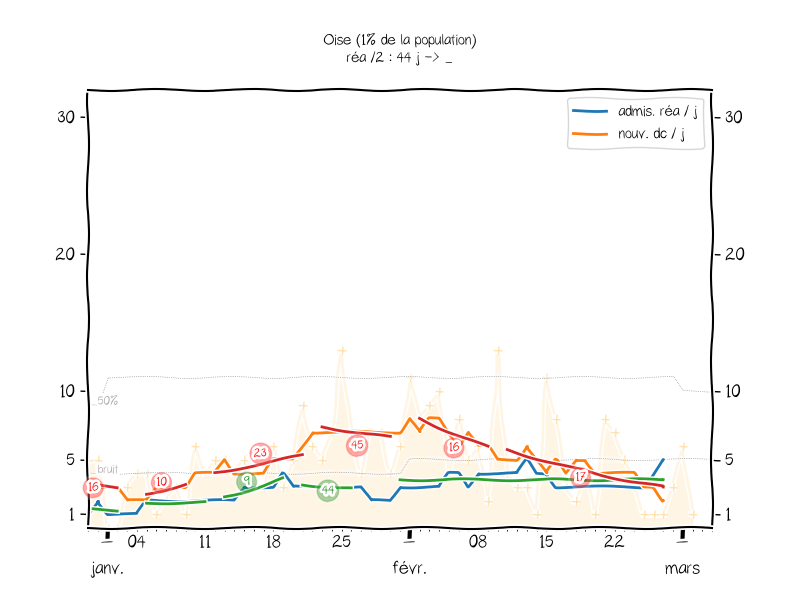 Oise (1% de la population)
réa /2 : 44 j -> _
admis. réa / j
nouv. dc / j
30 30
20 20
10 10
_50%
5 5
bruit
1 1
16 10 23 9 44 45 16 17
04 11 18 25 08 15 22
janv. févr. mars